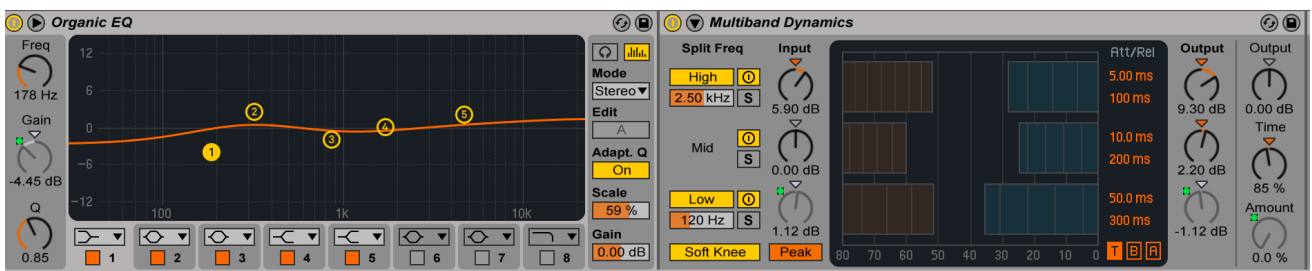 Organic EQ
Freq
178 Hz
Gain
-4.45 dB
Q
0.85
12
6
0
-6
-12
100
1K
10K
1
2
3
4
5
Mode
Stereo
Edit
A
Adapt. Q
On
Scale
59 %
Gain
0.00 dB
1 2 3 4 5 6 7 8
Multiband Dynamics
Split Freq
Input
Att/Rel
Output
Output
High
2.50 kHz S
5.90 dB
5.00 ms
100 ms
9.30 dB
0.00 dB
Time
Mid
S
0.00 dB
10.0 ms
200 ms
2.20 dB
85 %
Amount
Low
120 Hz S
1.12 dB
50.0 ms
300 ms
-1.12 dB
0.0 %
Soft Knee
Peak
80 70 60 50 40 30 20 10 0
T B A